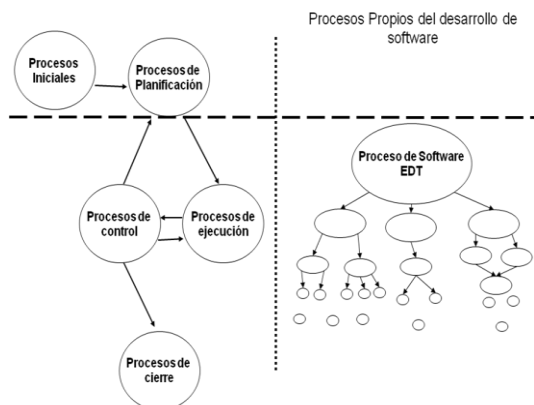 Procesos Propios del desarrollo de
software
Procesos
Iniciales
Procesos de
Planificación
Proceso de Software
EDT
Procesos de
control
Procesos de
ejecución
Procesos de
cierre